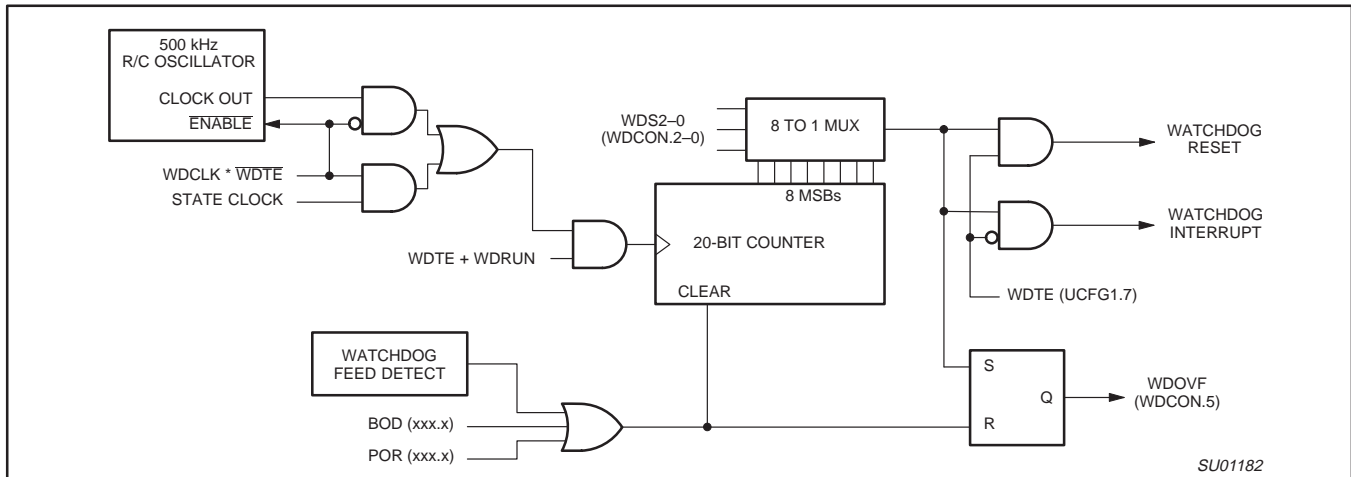 500 kHz
R/C OSCILLATOR
CLOCK OUT
ENABLE
WDCLK * WDTE
STATE CLOCK
WDTE + WDRUN
WDS2–0
(WDCON.2–0)
8 TO 1 MUX
8 MSBs
20-BIT COUNTER
CLEAR
WATCHDOG
RESET
WATCHDOG
INTERRUPT
WDTE (UCFG1.7)
WATCHDOG
FEED DETECT
BOD (xxx.x)
POR (xxx.x)
S
Q
R
WDOVF
(WDCON.5)
SU01182